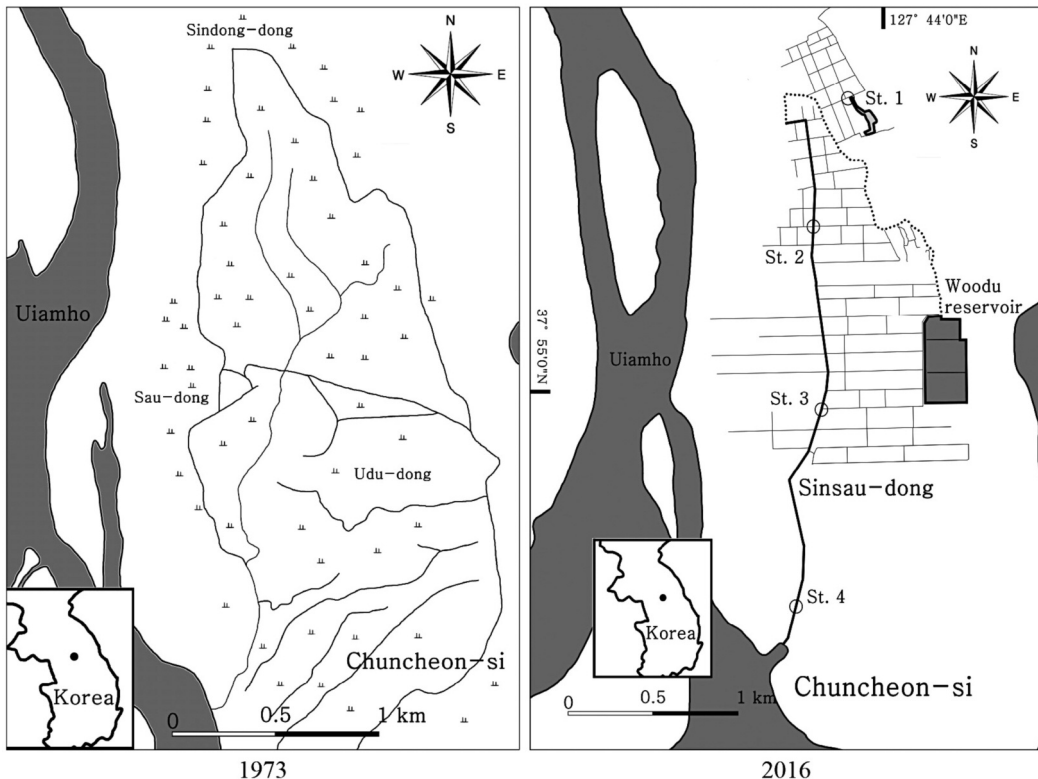 Sindong-dong
N
W
E
S
Uiamho
Sau-dong
Udu-dong
Chuncheon-si
Korea
0
0.5
1 km
1973
127° 44'0"E
N
W
E
S
St. 1
St. 2
Woodu
reservoir
37° 55'0"N
Uiamho
St. 3
Sinsau-dong
St. 4
Korea
Chuncheon-si
0
0.5
1 km
2016